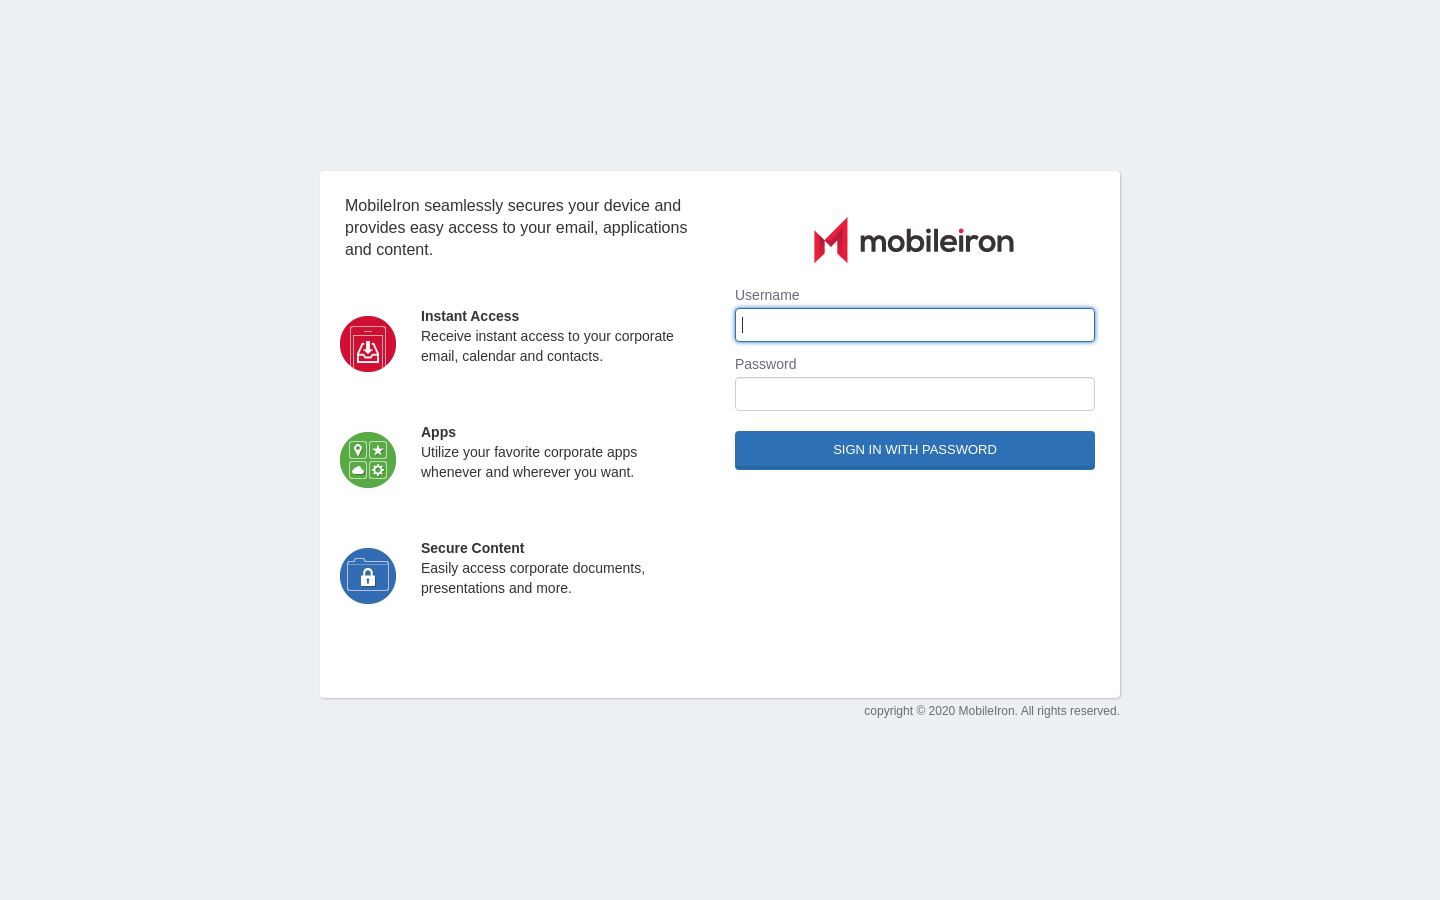 MobileIron seamlessly secures your device and
provides easy access to your email, applications
and content.
Instant Access
Receive instant access to your corporate
email, calendar and contacts.
Apps
Utilize your favorite corporate apps
whenever and wherever you want.
Secure Content
Easily access corporate documents,
presentations and more.
mobileiron
Username
Password
SIGN IN WITH PASSWORD
copyright © 2020 MobileIron. All rights reserved.